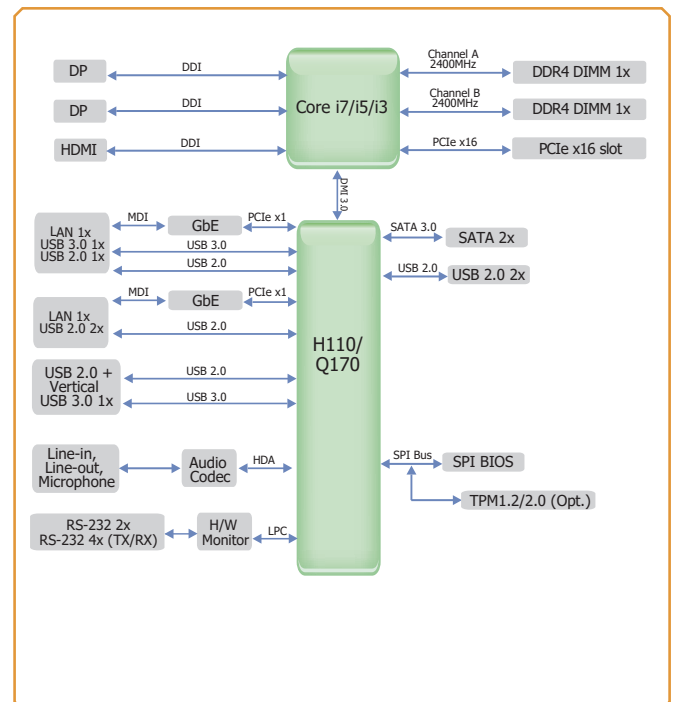 DP
DDI
Core i7/i5/i3
Channel A
2400MHz
DDR4 DIMM 1x
DP
DDI
Channel B
2400MHz
DDR4 DIMM 1x
HDMI
DDI
PCIe x16
PCIe x16 slot
DMI 3.0
LAN 1x
USB 3.0 1x
USB 2.0 1x
MDI
GbE
PCIe x1
USB 3.0
USB 2.0
SATA 3.0
SATA 2x
USB 2.0
USB 2.0 2x
LAN 1x
USB 2.0 2x
MDI
GbE
PCIe x1
USB 2.0
H110/
Q170
USB 2.0 +
Vertical
USB 3.0 1x
USB 2.0
USB 3.0
Line-in,
Line-out,
Microphone
Audio
Codec
HDA
SPI Bus
SPI BIOS
TPM1.2/2.0 (Opt.)
RS-232 2x
RS-232 4x (TX/RX)
H/W
Monitor
LPC